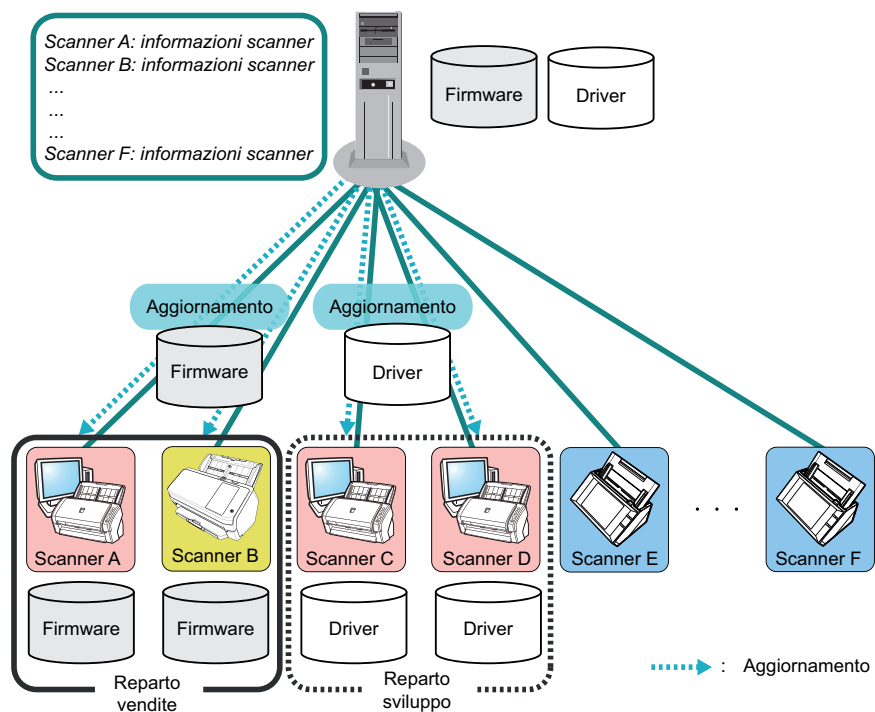 Scanner A: informazioni scanner
Scanner B: informazioni scanner
...
...
...
Scanner F: informazioni scanner
Firmware
Driver
Aggiornamento
Aggiornamento
Firmware
Driver
Scanner A
Scanner B
Scanner C
Scanner D
Scanner E
. . .
Scanner F
Firmware
Firmware
Driver
Driver
Reparto
vendite
Reparto
sviluppo
: Aggiornamento